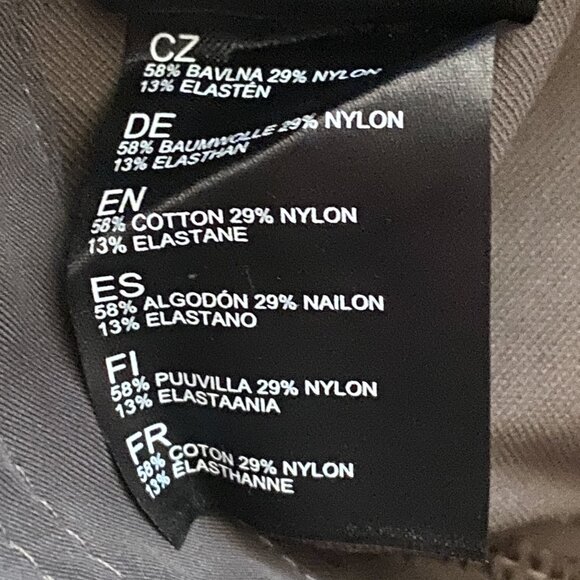 CZ
58% BAVLNA 29% NYLON
13% ELASTÉN
DE
58% BAUMWOLLE 29% NYLON
13% ELASTHAN
EN
58% COTTON 29% NYLON
13% ELASTANE
ES
58% ALGODÓN 29% NAILON
13% ELASTANO
FI
58% PUUVILLA 29% NYLON
13% ELASTAANIA
FR
58% COTON 29% NYLON
13% ÉLASTHANNE